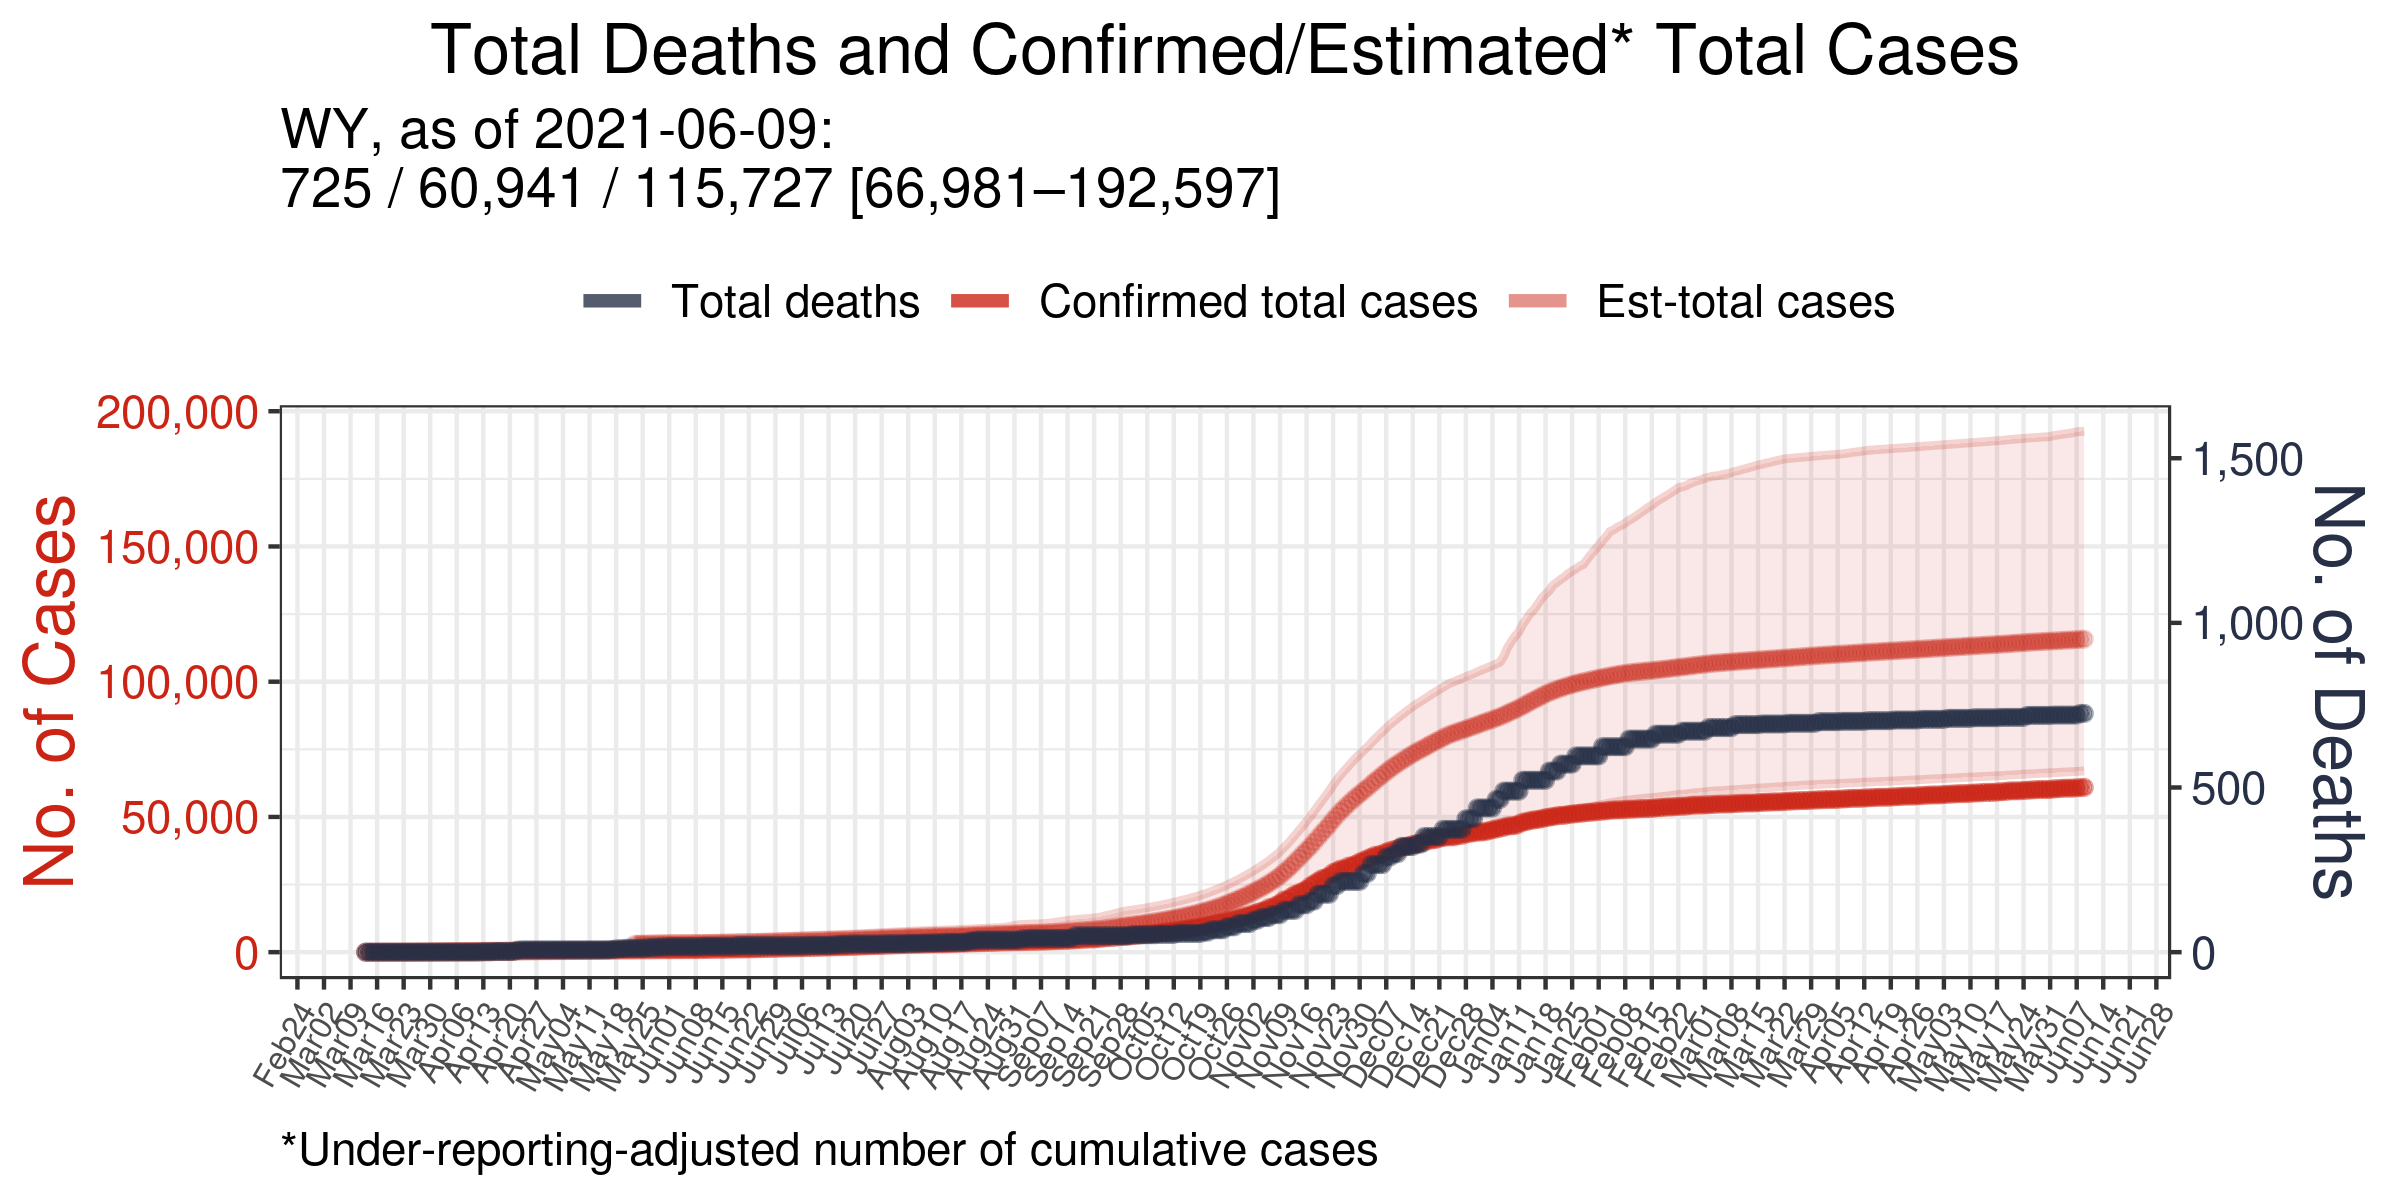 Total Deaths and Confirmed/Estimated* Total Cases
WY, as of 2021-06-09:
725 / 60,941 / 115,727 [66,981–192,597]
Total deaths
Confirmed total cases
Est-total cases
No. of Cases
200,000
150,000
100,000
50,000
0
1,500
1,000
500
0
No. of Deaths
Feb24
Mar02
Mar09
Mar16
Mar23
Mar30
Apr06
Apr13
Apr20
Apr27
May04
May11
May18
May25
Jun01
Jun08
Jun15
Jun22
Jun29
Jul06
Jul13
Jul20
Jul27
Aug03
Aug10
Aug17
Aug24
Aug31
Sep07
Sep14
Sep21
Sep28
Oct05
Oct12
Oct19
Oct26
Nov02
Nov09
Nov16
Nov23
Nov30
Dec07
Dec14
Dec21
Dec28
Jan04
Jan11
Jan18
Jan25
Feb01
Feb08
Feb15
Feb22
Mar01
Mar08
Mar15
Mar22
Mar29
Apr05
Apr12
Apr19
Apr26
May03
May10
May17
May24
May31
Jun07
Jun14
Jun21
Jun28
*Under-reporting-adjusted number of cumulative cases